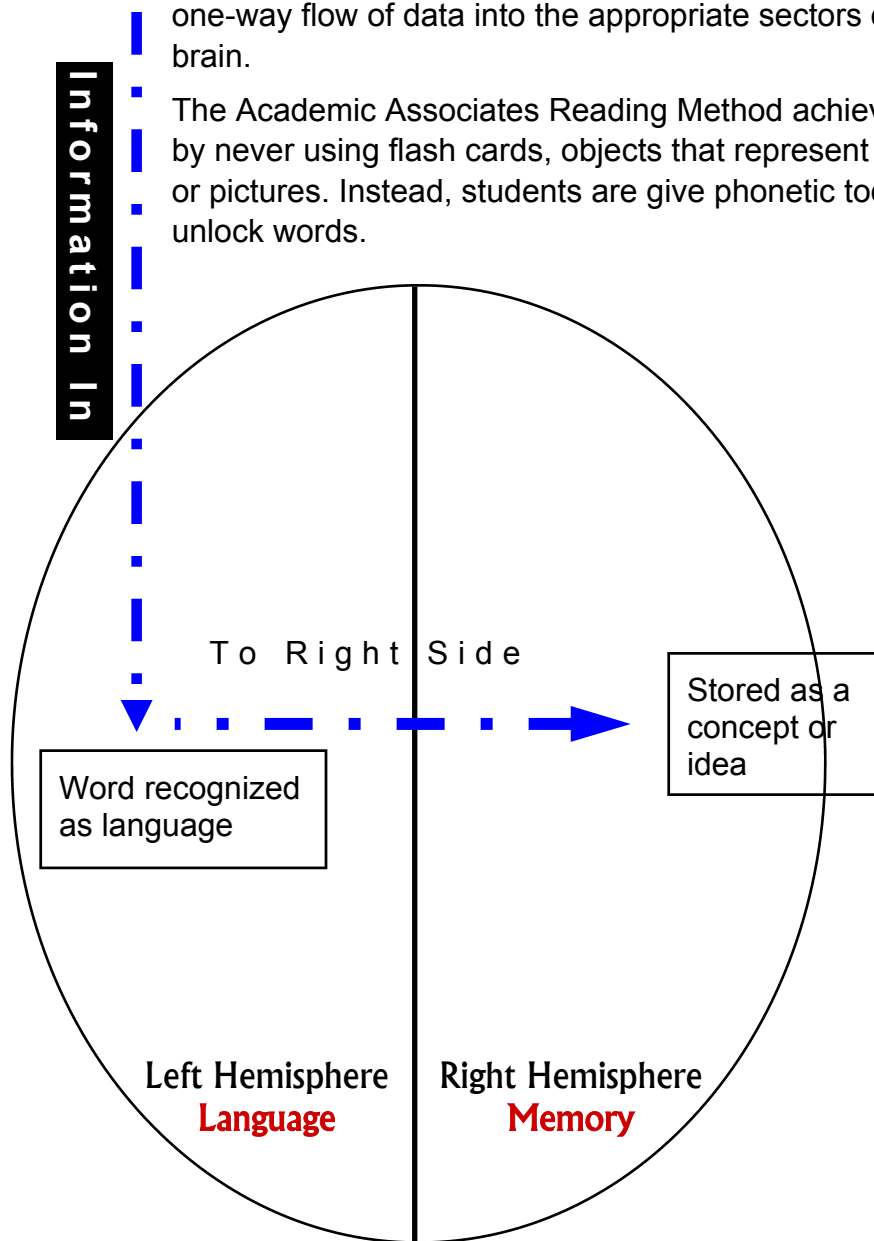 one-way flow of data into the appropriate sectors
brain.
The Academic Associates Reading Method
by never using flash cards, objects that represent
or pictures. Instead, students are give phonetic
unlock words.
Information In
To Right Side
Stored as a
concept or
idea
Word recognized
as language
Left Hemisphere
Language
Right Hemisphere
Memory